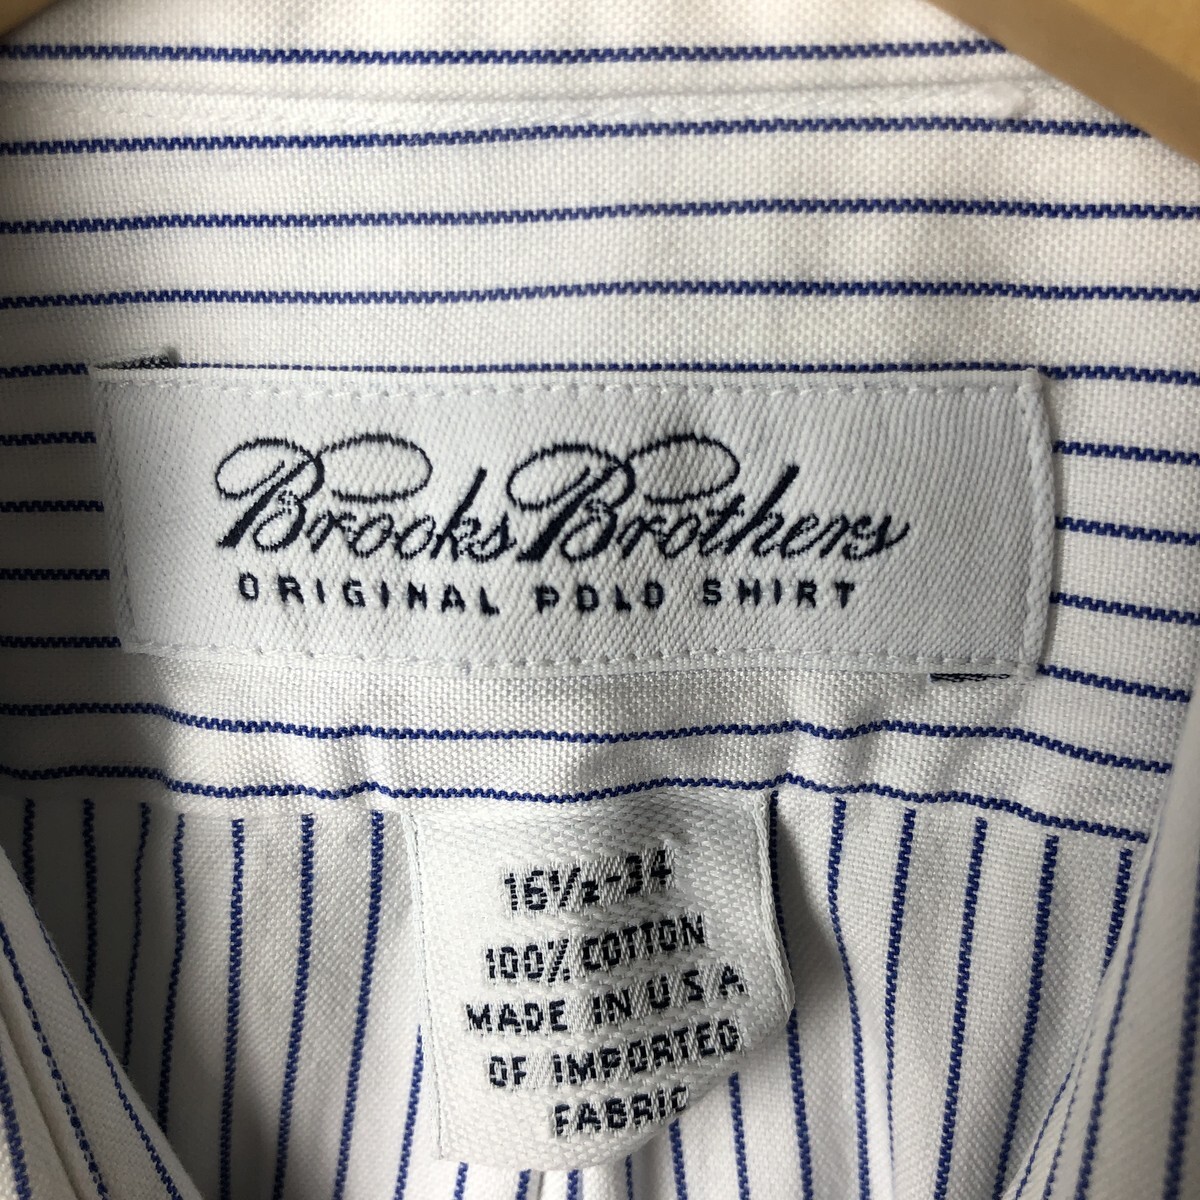 Brooks Brothers
ORIGINAL POLO SHIRT
16½-34
100% COTTON
MADE IN U S A
OF IMPORTED
FABRIC